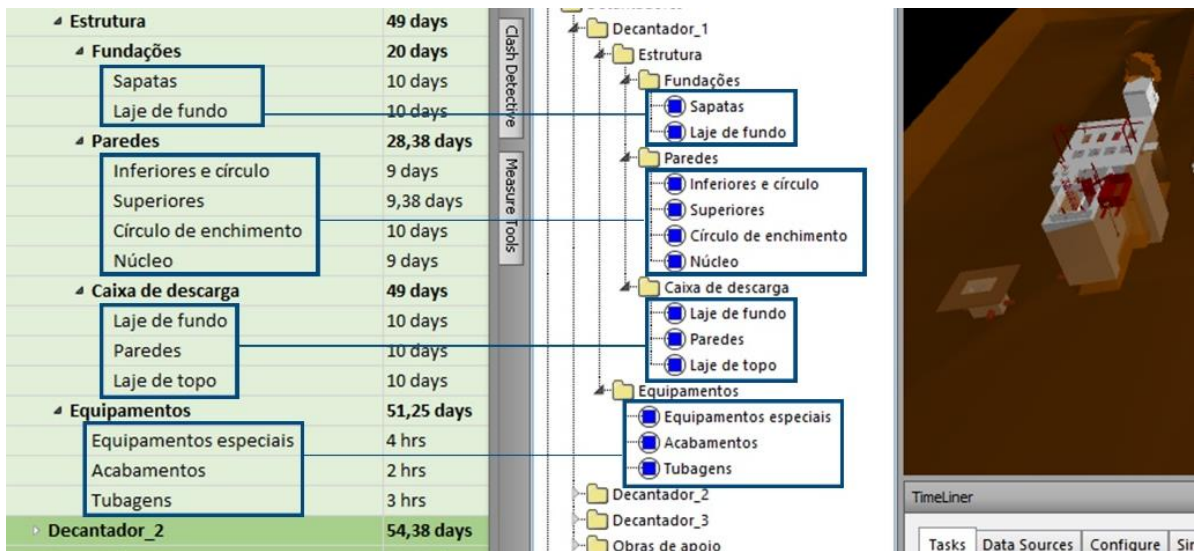 Estrutura 49 days
Fundações 20 days
Sapatas 10 days
Laje de fundo 10 days
Paredes 28,38 days
Inferiores e círculo 9 days
Superiores 9,38 days
Círculo de enchimento 10 days
Núcleo 9 days
Caixa de descarga 49 days
Laje de fundo 10 days
Paredes 10 days
Laje de topo 10 days
Equipamentos 51,25 days
Equipamentos especiais 4 hrs
Acabamentos 2 hrs
Tubagens 3 hrs
Decantador_2 54,38 days
Clash Detective
Measure Tools
Decantador_1
Estrutura
Fundações
Sapatas
Laje de fundo
Paredes
Inferiores e círculo
Superiores
Círculo de enchimento
Núcleo
Caixa de descarga
Laje de fundo
Paredes
Laje de topo
Equipamentos
Equipamentos especiais
Acabamentos
Tubagens
Decantador_2
Decantador_3
Obras de apoio
TimeLiner
Tasks Data Sources Configure